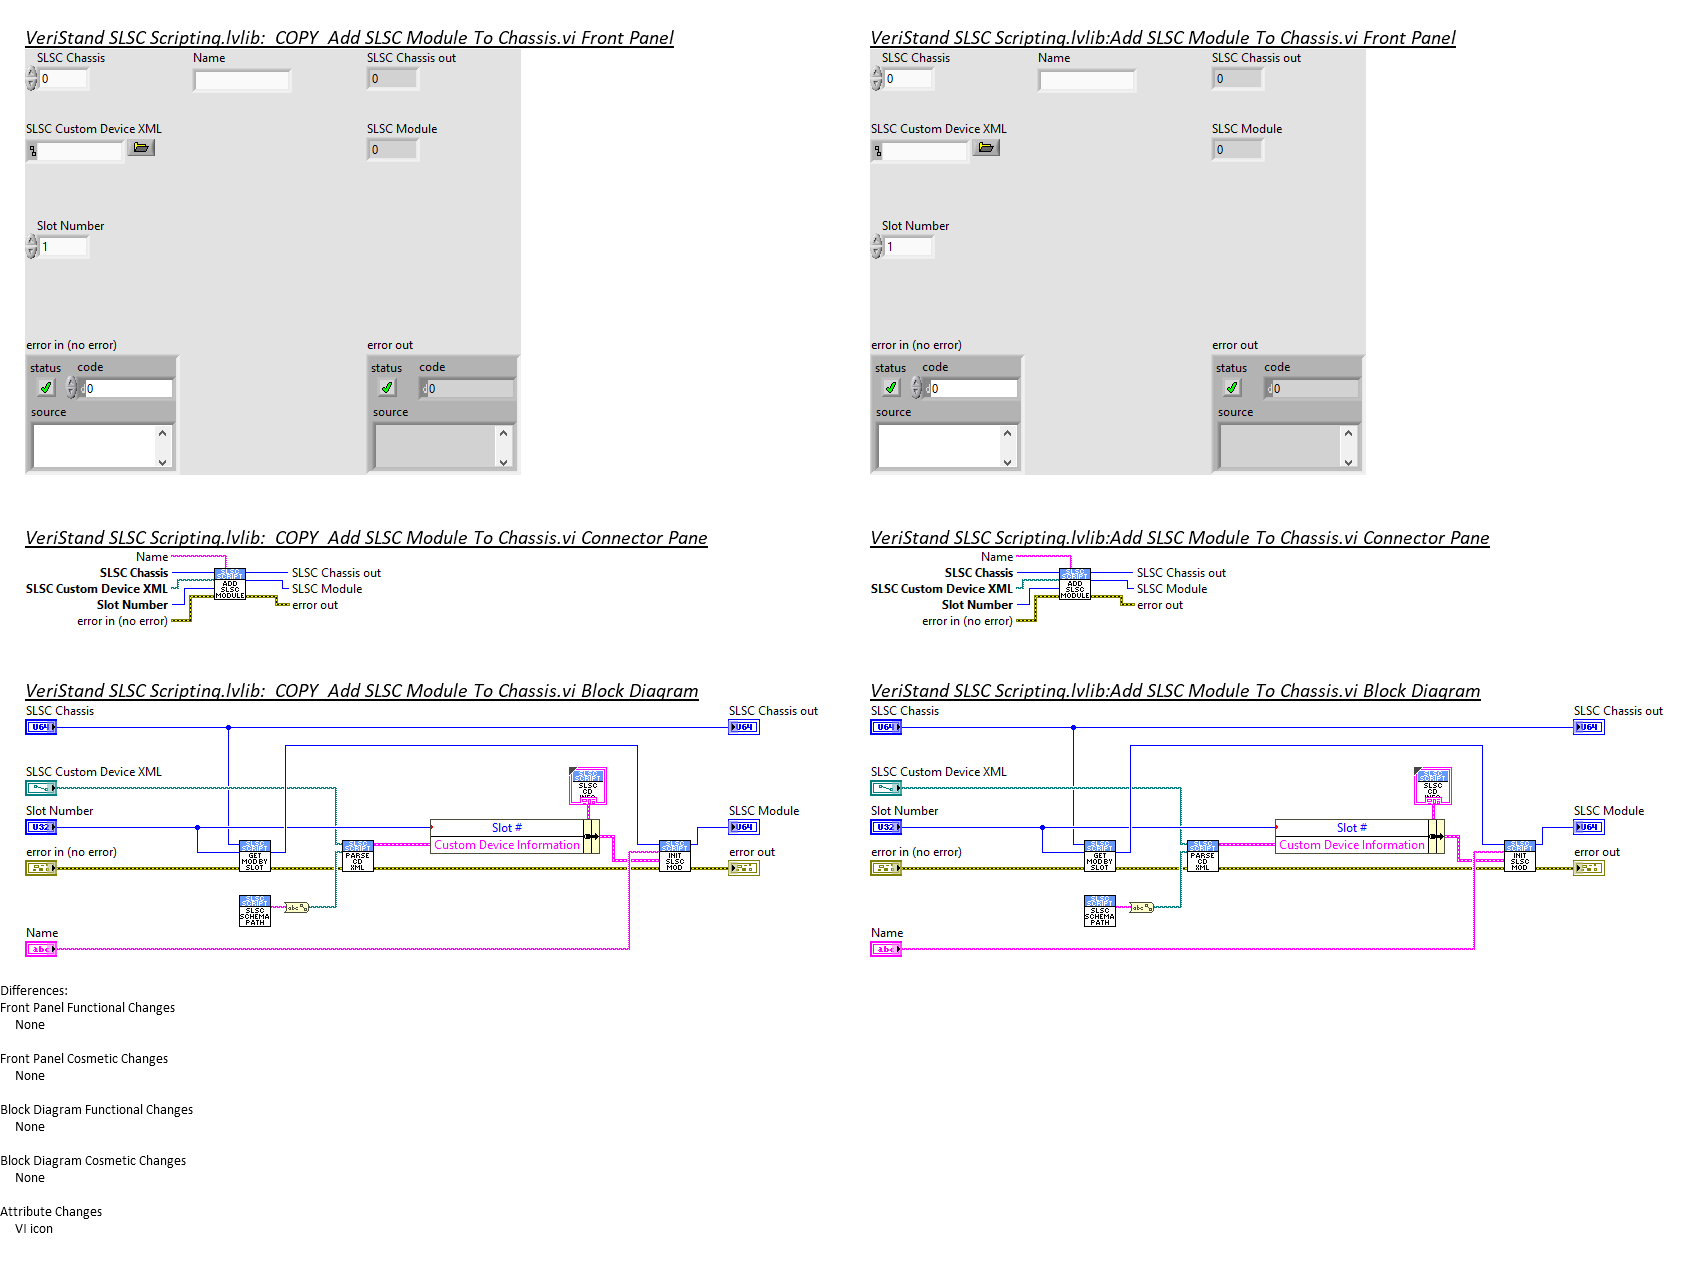 VeriStand SLSC Scripting.lvlib:  COPY  Add SLSC Module To Chassis.vi Front Panel
SLSC Chassis
Name
SLSC Chassis out
0
0
SLSC Custom Device XML
SLSC Module
0
Slot Number
1
error in (no error)
error out
status code
status code
0
0
source
source
VeriStand SLSC Scripting.lvlib:Add SLSC Module To Chassis.vi Front Panel
SLSC Chassis
Name
SLSC Chassis out
0
0
SLSC Custom Device XML
SLSC Module
0
Slot Number
1
error in (no error)
error out
status code
status code
0
0
source
source
VeriStand SLSC Scripting.lvlib:  COPY  Add SLSC Module To Chassis.vi Connector Pane
Name
SLSC Chassis
SLSC Custom Device XML
Slot Number
error in (no error)
SLSC SCRIPT
ADD
SLSC
MODULE
SLSC Chassis out
SLSC Module
error out
VeriStand SLSC Scripting.lvlib:Add SLSC Module To Chassis.vi Connector Pane
Name
SLSC Chassis
SLSC Custom Device XML
Slot Number
error in (no error)
SLSC SCRIPT
ADD
SLSC
MODULE
SLSC Chassis out
SLSC Module
error out
VeriStand SLSC Scripting.lvlib:  COPY  Add SLSC Module To Chassis.vi Block Diagram
SLSC Chassis
U64
SLSC Chassis out
U64
SLSC Custom Device XML
SLSC SCRIPT
SLSC
CD
Slot Number
U32
SLSC Module
U64
Slot #
Custom Device Information
error in (no error)
error out
SLSC SCRIPT
GET
MOD BY
SLOT
SLSC SCRIPT
PARSE
CD
XML
SLSC SCRIPT
INIT
SLSC
MOD
SLSC SCRIPT
SLSC
SCHEMA
PATH
abc
Name
abc
VeriStand SLSC Scripting.lvlib:Add SLSC Module To Chassis.vi Block Diagram
SLSC Chassis
U64
SLSC Chassis out
U64
SLSC Custom Device XML
SLSC SCRIPT
SLSC
CD
Slot Number
U32
SLSC Module
U64
Slot #
Custom Device Information
error in (no error)
error out
SLSC SCRIPT
GET
MOD BY
SLOT
SLSC SCRIPT
PARSE
CD
XML
SLSC SCRIPT
INIT
SLSC
MOD
SLSC SCRIPT
SLSC
SCHEMA
PATH
abc
Name
abc
Differences:
Front Panel Functional Changes
None
Front Panel Cosmetic Changes
None
Block Diagram Functional Changes
None
Block Diagram Cosmetic Changes
None
Attribute Changes
VI icon